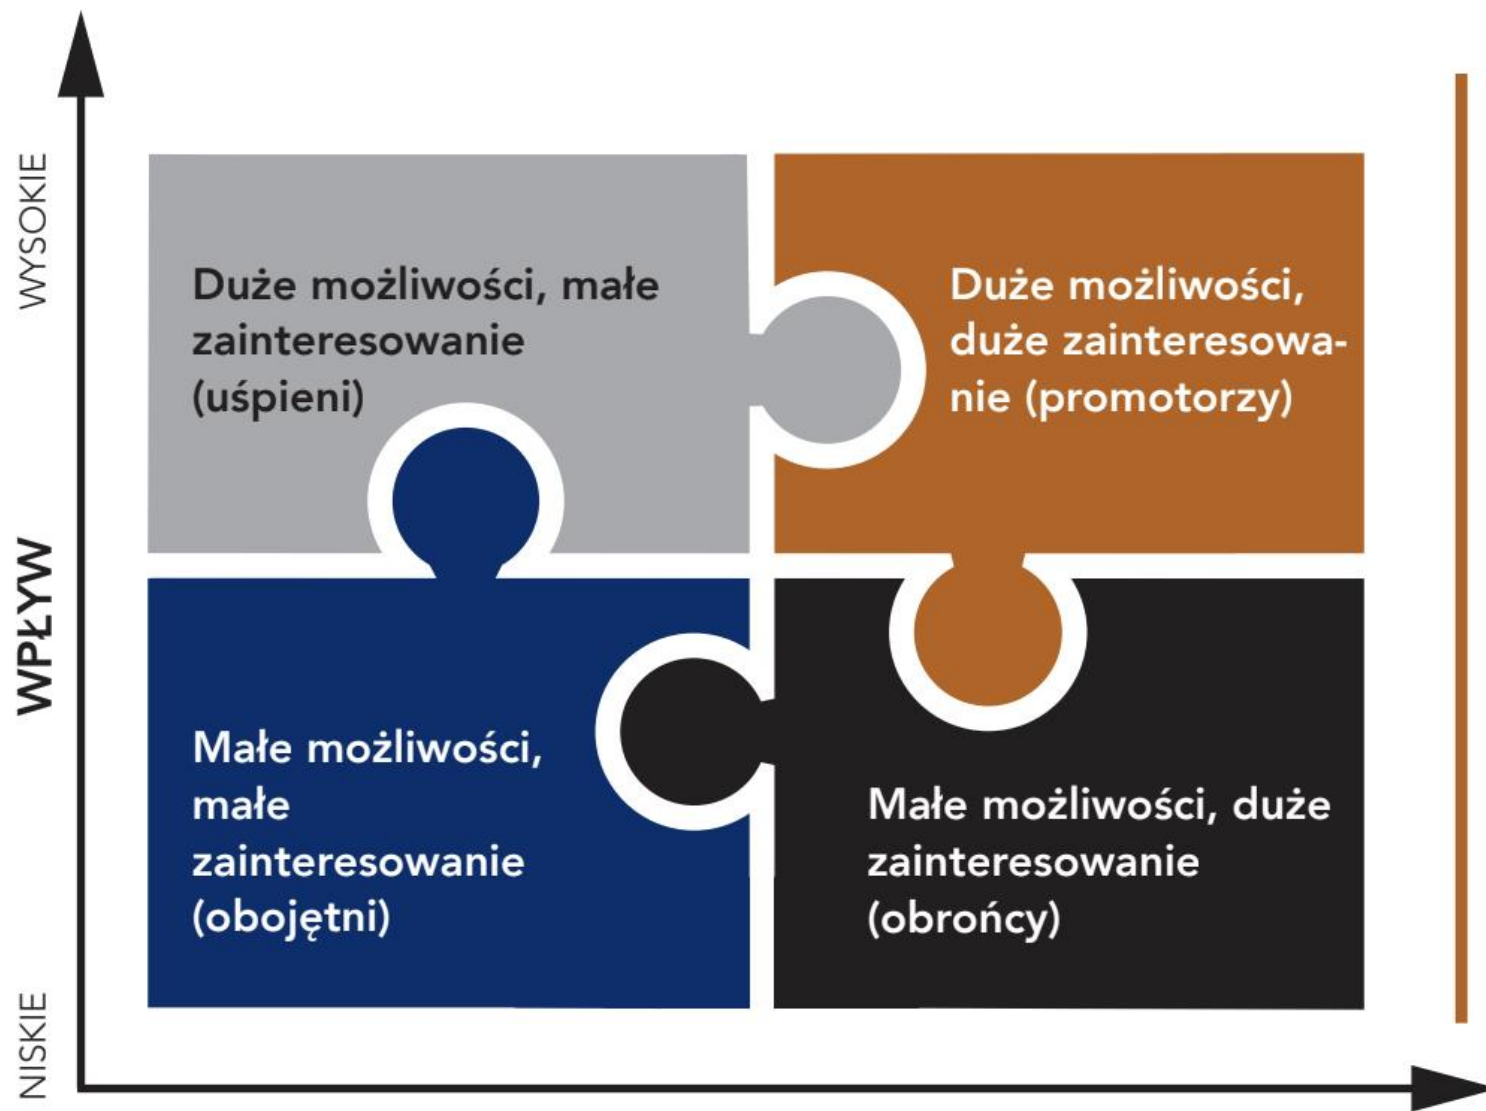 WYSOKIE
WPŁYW
NISKIE
Duże możliwości, małe
zainteresowanie
(uśpieni)
Duże możliwości,
duże zainteresowa-
nie (promotorzy)
Małe możliwości,
małe
zainteresowanie
(obojętni)
Małe możliwości, duże
zainteresowanie
(obrońcy)